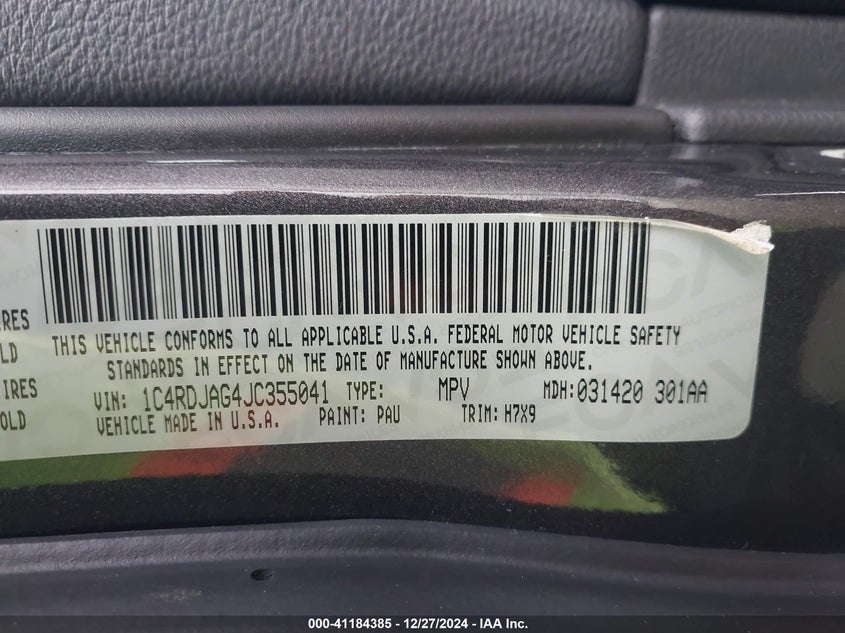 THIS VEHICLE CONFORMS TO ALL APPLICABLE U.S.A. FEDERAL MOTOR VEHICLE SAFETY
STANDARDS IN EFFECT ON THE DATE OF MANUFACTURE SHOWN ABOVE.
VIN: 1C4RDJAG4JC355041 TYPE: MPV MDH: 031420 301AA
VEHICLE MADE IN U.S.A. PAINT: PAU TRIM: H7X9
IRES
OLD
IRES
OLD
000-41184385 - 12/27/2024 - IAA Inc.